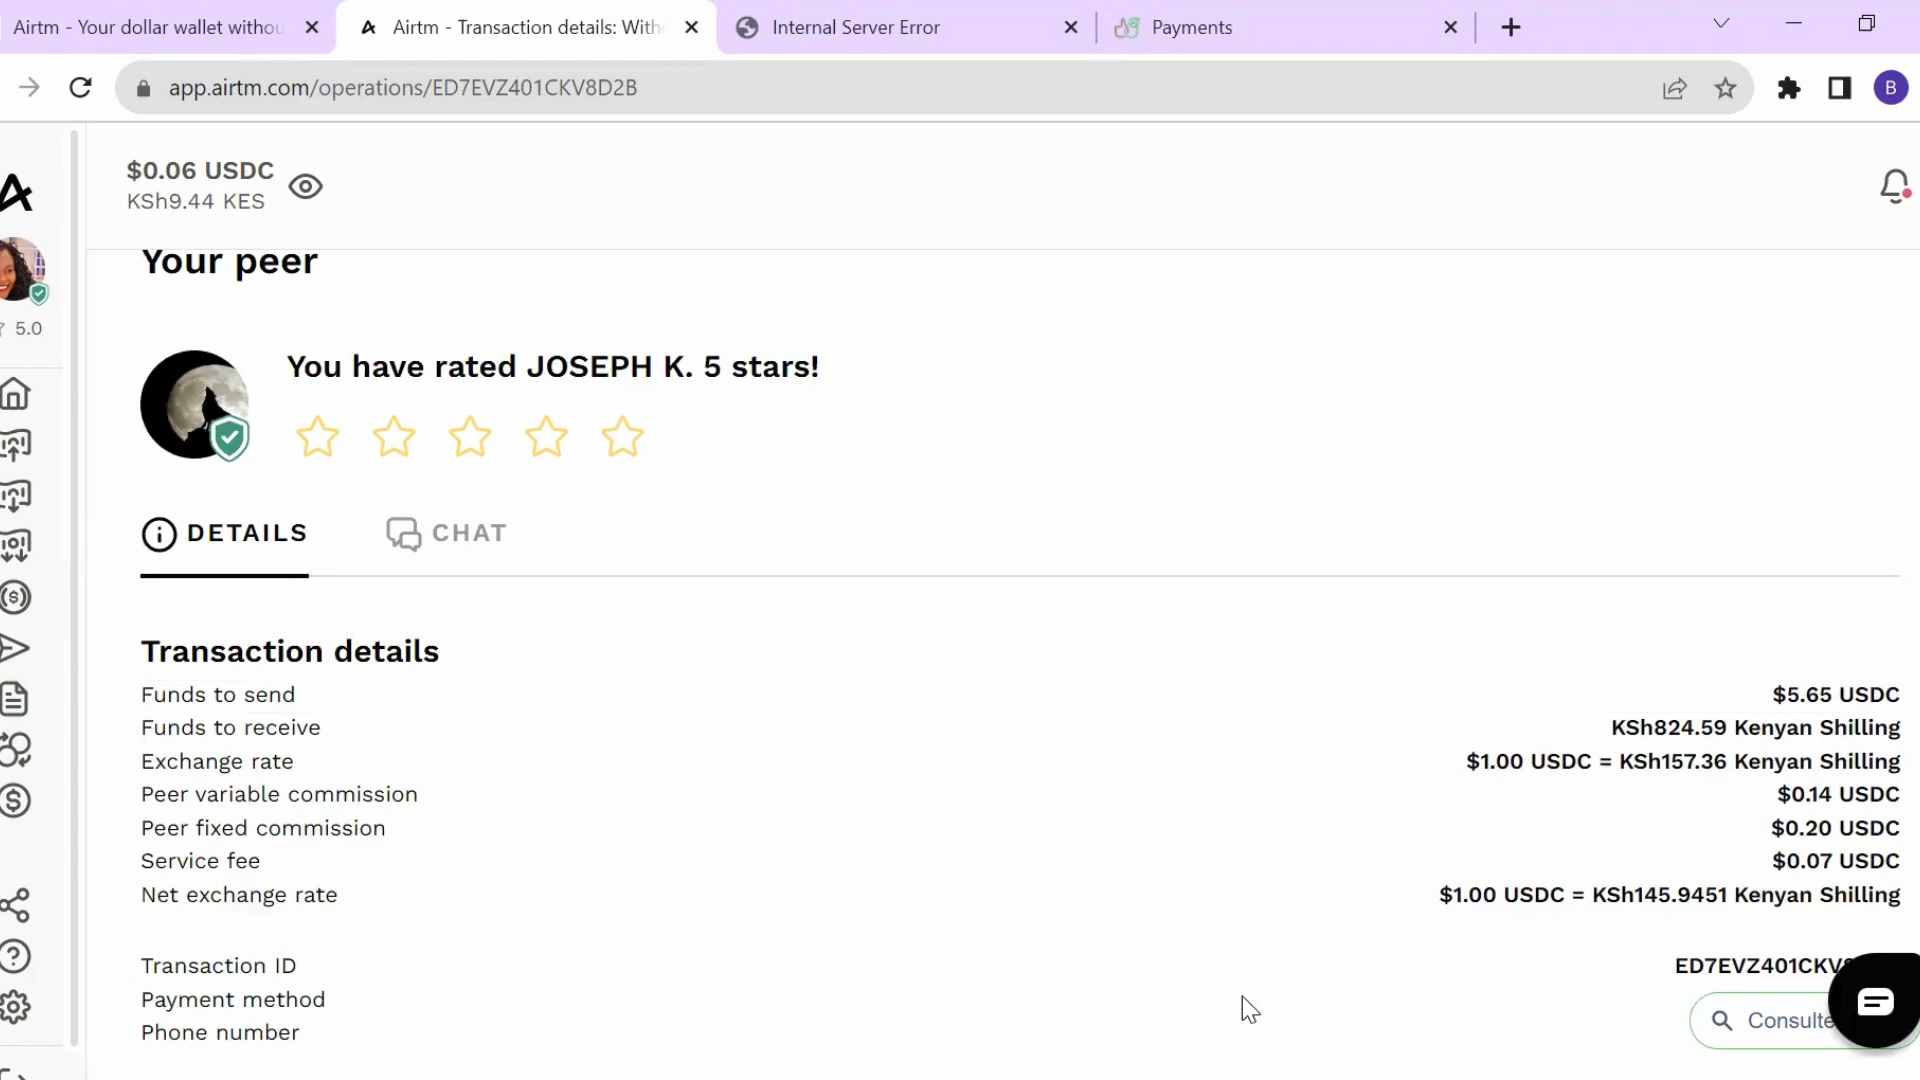 Airtm - Your dollar wallet withou
Airtm - Transaction details: With
Internal Server Error
Payments
app.airtm.com/operations/ED7EVZ401CKV8D2B
B
$0.06 USDC
KSh9.44 KES
5.0
Your peer
You have rated JOSEPH K. 5 stars!
DETAILS
CHAT
Transaction details
Funds to send $5.65 USDC
Funds to receive KSh824.59 Kenyan Shilling
Exchange rate $1.00 USDC = KSh157.36 Kenyan Shilling
Peer variable commission $0.14 USDC
Peer fixed commission $0.20 USDC
Service fee $0.07 USDC
Net exchange rate $1.00 USDC = KSh145.9451 Kenyan Shilling
Transaction ID ED7EVZ401CKV
Payment method
Consulte
Phone number